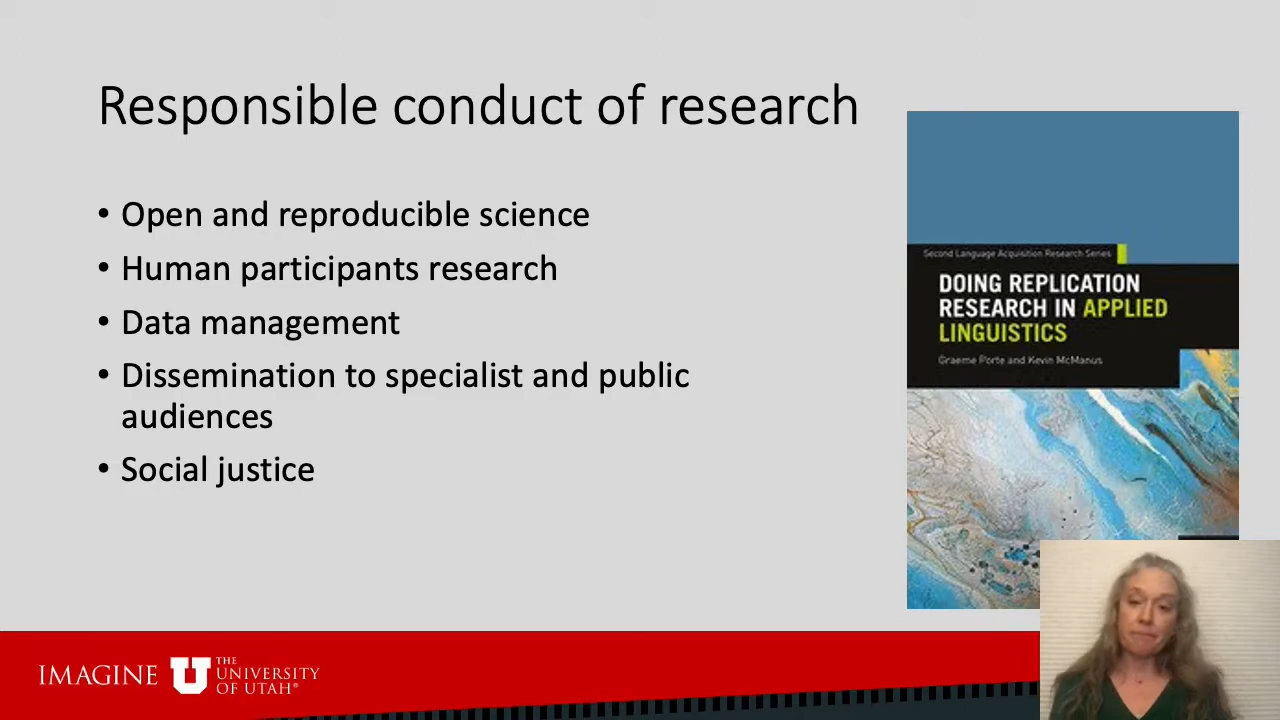 Responsible conduct of research
• Open and reproducible science
• Human participants research
• Data management
• Dissemination to specialist and public
audiences
• Social justice
Second Language Acquisition Research Series
DOING REPLICATION
RESEARCH IN APPLIED
LINGUISTICS
Graeme Porte and Kevin McManus
IMAGINE
U
THE
UNIVERSITY
OF UTAH®